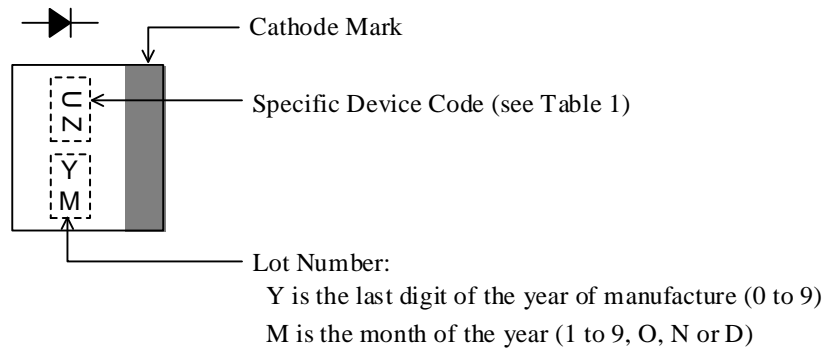 Cathode Mark
UN
Specific Device Code (see Table 1)
Y
M
Lot Number:
Y is the last digit of the year of manufacture (0 to 9)
M is the month of the year (1 to 9, O, N or D)